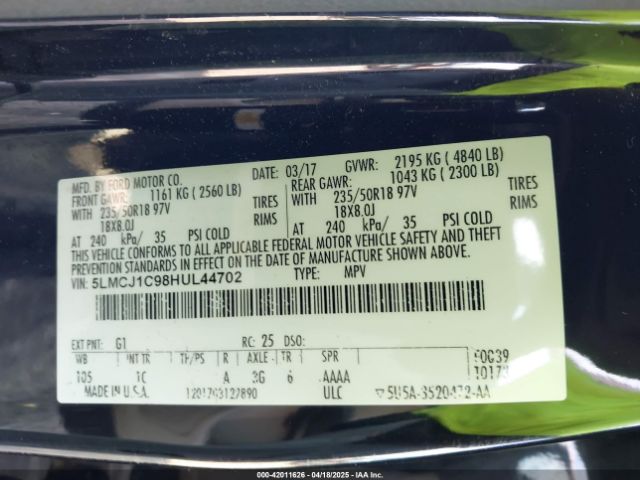 MFD. BY FORD MOTOR CO. DATE: 03/17 GVWR: 2195 KG ( 4840 LB)
FRONT GAWR: 1161 KG ( 2560 LB) REAR GAWR: 1043 KG ( 2300 LB)
WITH 235/50R18 97V TIRES WITH 235/50R18 97V TIRES
18X8.0J RIMS 18X8.0J RIMS
AT 240 kPa/ 35 PSI COLD AT 240 kPa/ 35 PSI COLD
THIS VEHICLE CONFORMS TO ALL APPLICABLE FEDERAL MOTOR VEHICLE SAFETY AND THEFT
PREVENTION STANDARDS IN EFFECT ON THE DATE OF MANUFACTURE SHOWN ABOVE.
VIN: 5LMCJ1C98HUL44702 TYPE: MPV
EXT PNT: G1 RC: 25 DSO:
WB INT TR TP/PS R AXLE TR SPR
105 1C A 3G 6 AAAA
MADE IN U.S.A. ULC
000-42011626 - 04/18/2025 - IAAI.COM